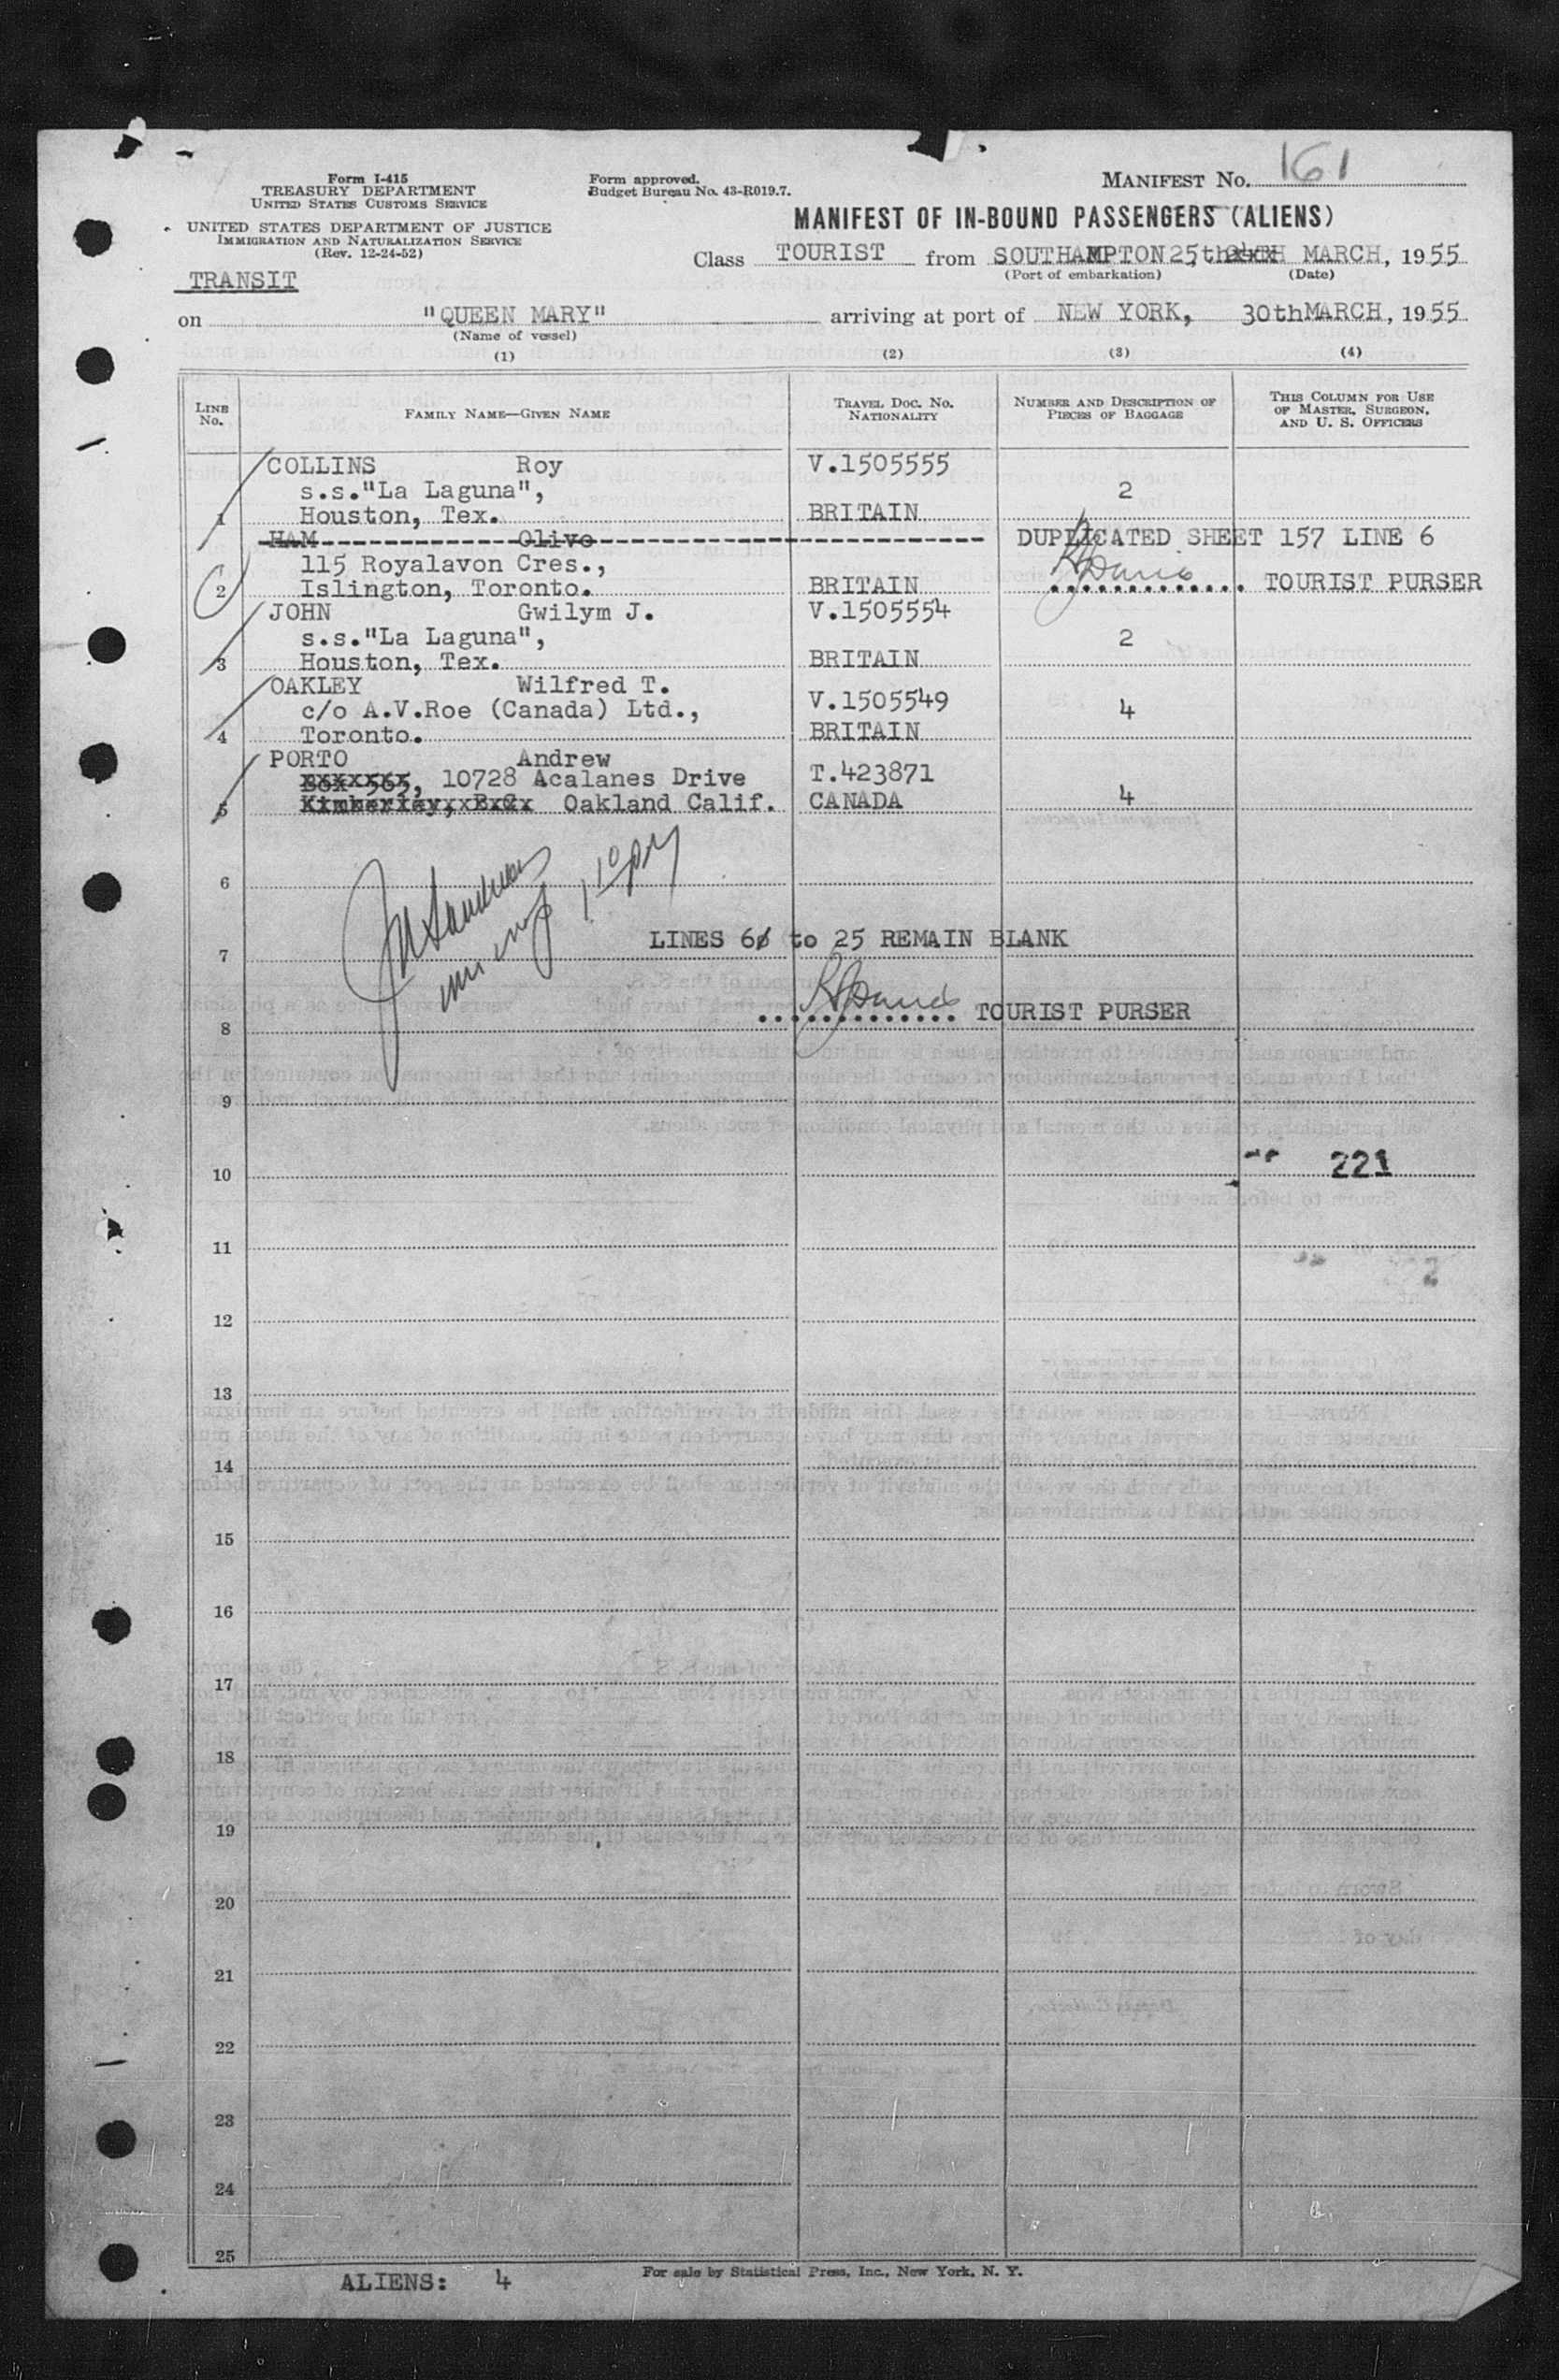 Form I-415
TREASURY DEPARTMENT
UNITED STATES CUSTOMS SERVICE
UNITED STATES DEPARTMENT OF JUSTICE
IMMIGRATION AND NATURALIZATION SERVICE
(Rev. 12-24-52)
Form approved.
Budget Bureau No. 43-R019.7.
MANIFEST NO. 161
MANIFEST OF IN-BOUND PASSENGERS (ALIENS)
Class TOURIST from SOUTHAMPTON 25th MARCH, 1955
(Port of embarkation) (Date)
TRANSIT
on "QUEEN MARY" arriving at port of NEW YORK, 30th MARCH, 1955
(Name of vessel)
(1) (2) (3) (4)
LINE NO. FAMILY NAME—GIVEN NAME TRAVEL DOC. NO. NATIONALITY NUMBER AND DESCRIPTION OF PIECES OF BAGGAGE THIS COLUMN FOR USE OF MASTER, SURGEON, AND U. S. OFFICERS
COLLINS Roy V.1505555
s.s."La Laguna", 2
1 Houston, Tex. BRITAIN
HAM Olive DUPLICATED SHEET 157 LINE 6
115 Royalavon Cres.,
2 Islington, Toronto. BRITAIN TOURIST PURSER
JOHN Gwilym J. V.1505554
s.s."La Laguna", 2
3 Houston, Tex. BRITAIN
OAKLEY Wilfred T. V.1505549
c/o A.V.Roe (Canada) Ltd., 4
4 Toronto. BRITAIN
PORTO Andrew
Box 565, 10728 Acalanes Drive T.423871
5 Kimberley, B.C. Oakland Calif. CANADA 4
6
LINES 6 to 25 REMAIN BLANK
7
TOURIST PURSER
8
9
10 221
11
12
13
14
15
16
17
18
19
20
21
22
23
24
25
ALIENS: 4
For sale by Statistical Press, Inc., New York, N. Y.